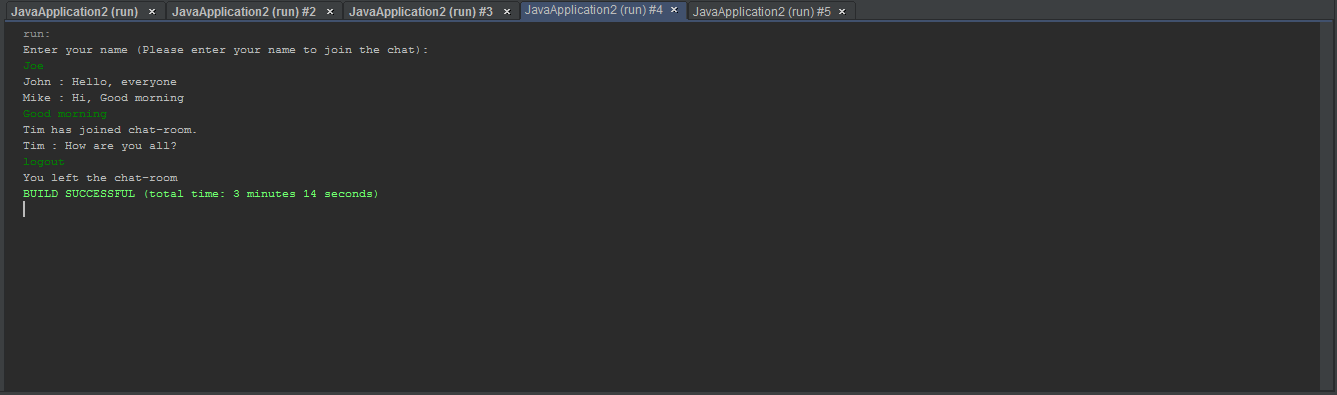 JavaApplication2 (run) × JavaApplication2 (run) #2 × JavaApplication2 (run) #3 × JavaApplication2 (run) #4 × JavaApplication2 (run) #5 ×
run:
Enter your name (Please enter your name to join the chat):
Joe
John : Hello, everyone
Mike : Hi, Good morning
Good morning
Tim has joined chat-room.
Tim : How are you all?
logout
You left the chat-room
BUILD SUCCESSFUL (total time: 3 minutes 14 seconds)